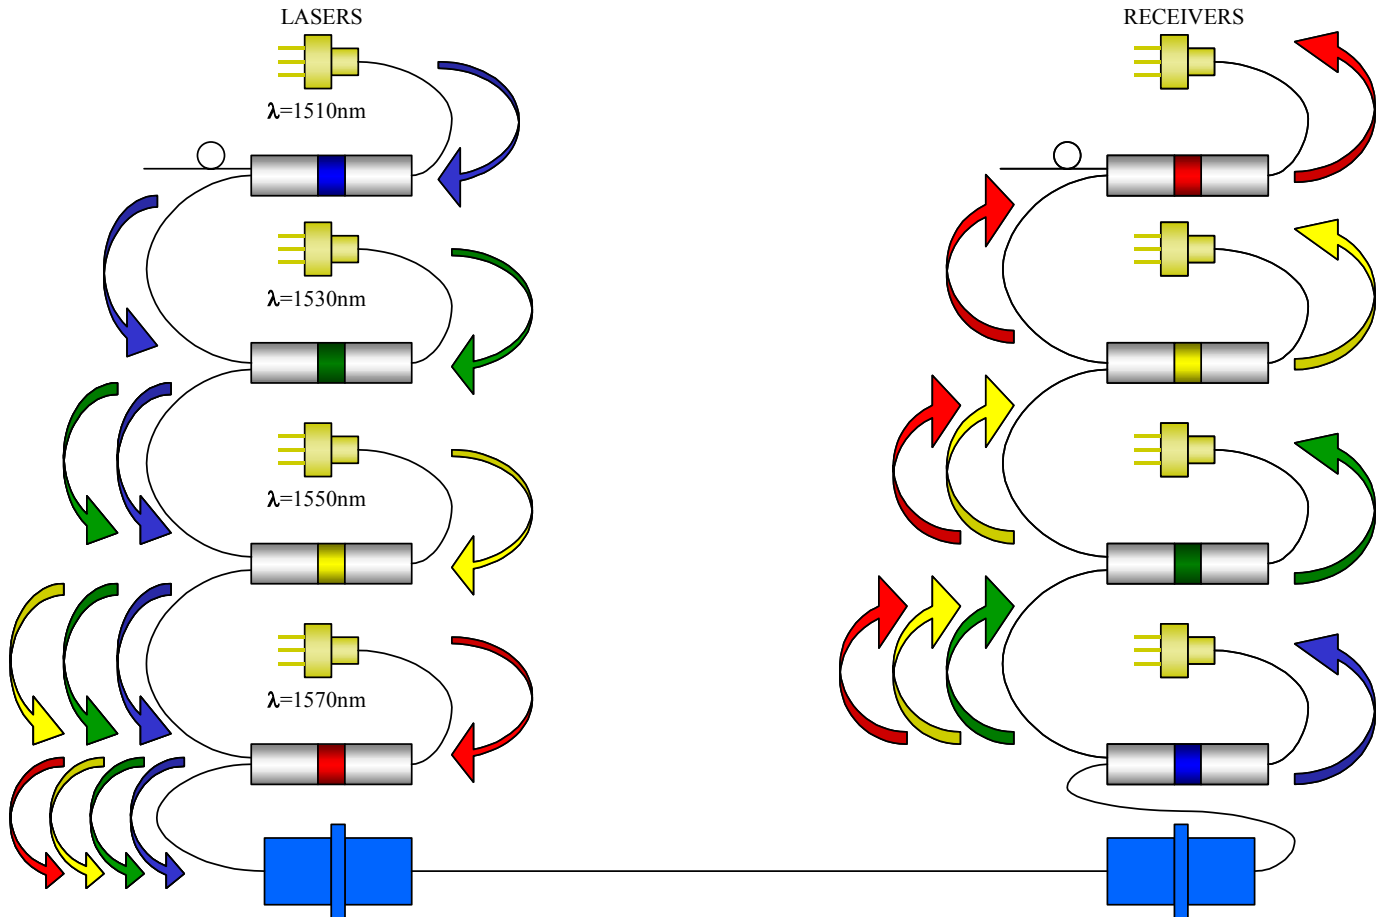 LASERS
RECEIVERS
λ=1510nm
λ=1530nm
λ=1550nm
λ=1570nm